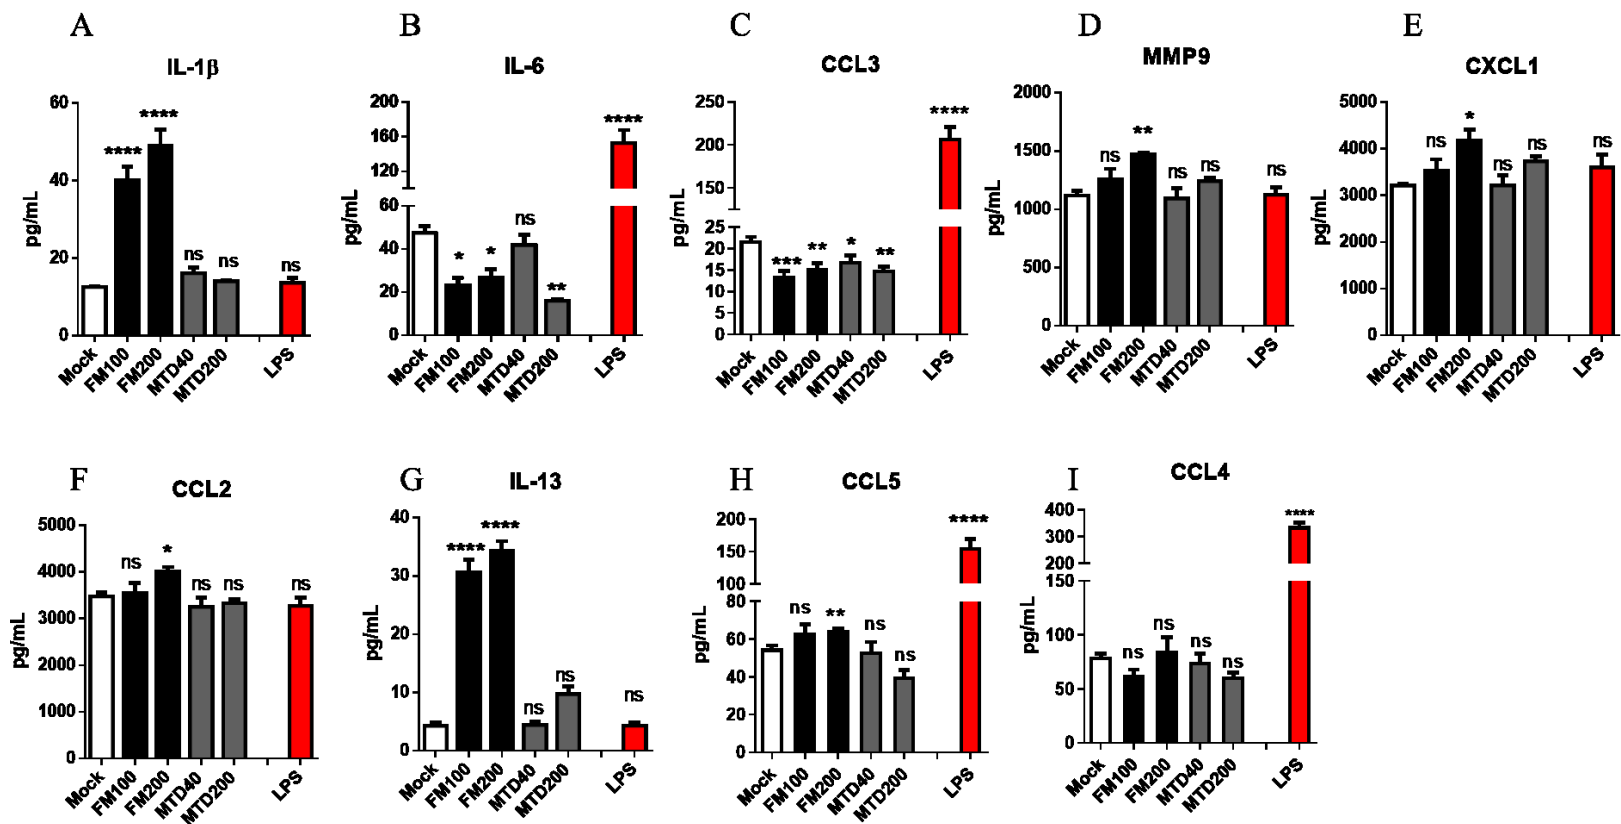 A
IL-1β
pg/mL
60
40
20
0
****
****
ns
ns
ns
Mock
FM100
FM200
MTD40
MTD200
LPS
B
IL-6
pg/mL
200
160
120
60
40
20
0
*
*
ns
**
****
Mock
FM100
FM200
MTD40
MTD200
LPS
C
CCL3
pg/mL
250
200
150
25
20
15
10
5
0
***
**
*
**
****
Mock
FM100
FM200
MTD40
MTD200
LPS
D
MMP9
pg/mL
2000
1500
1000
500
0
ns
**
ns
ns
ns
Mock
FM100
FM200
MTD40
MTD200
LPS
E
CXCL1
pg/mL
5000
4000
3000
2000
1000
0
ns
*
ns
ns
ns
Mock
FM100
FM200
MTD40
MTD200
LPS
F
CCL2
pg/mL
5000
4000
3000
2000
1000
0
ns
*
ns
ns
ns
Mock
FM100
FM200
MTD40
MTD200
LPS
G
IL-13
pg/mL
40
30
20
10
0
****
****
ns
ns
ns
Mock
FM100
FM200
MTD40
MTD200
LPS
H
CCL5
pg/mL
200
150
100
80
60
40
20
0
ns
**
ns
ns
****
Mock
FM100
FM200
MTD40
MTD200
LPS
I
CCL4
pg/mL
400
300
200
150
100
50
0
ns
ns
ns
ns
****
Mock
FM100
FM200
MTD40
MTD200
LPS